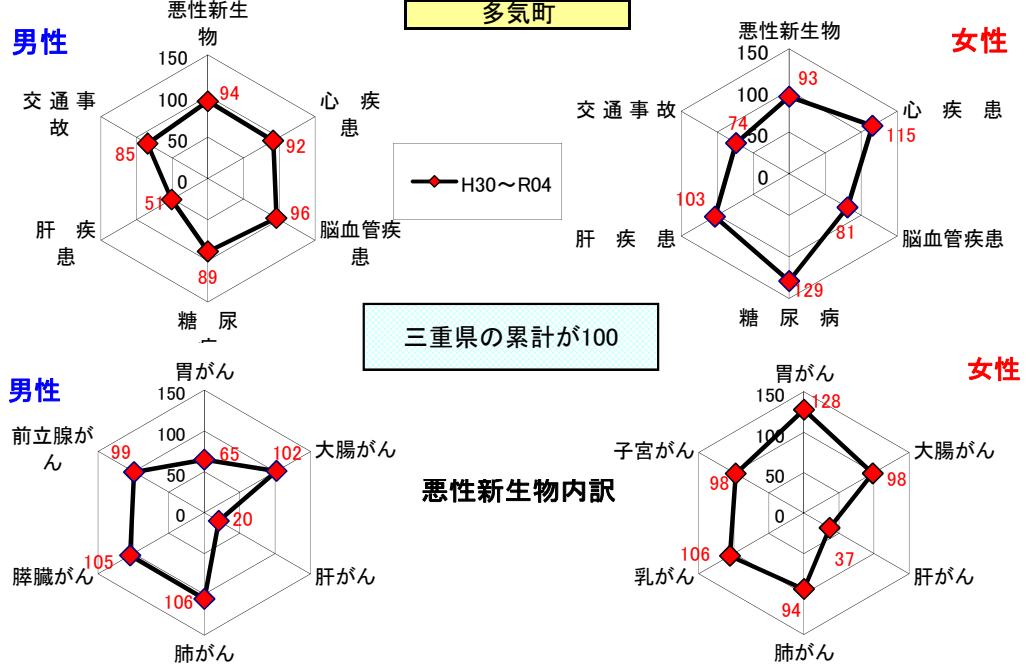 多気町
男性
悪性新生
物
150
100
50
0
94
心 疾
患
92
脳血管疾
患
96
糖 尿
89
肝 疾
患
51
交 通 事
故
85
H30～R04
女性
悪性新生物
150
100
50
0
93
心 疾 患
115
脳血管疾患
81
糖 尿 病
129
肝 疾 患
103
交 通 事 故
74
三重県の累計が100
男性
胃がん
150
100
50
0
65
大腸がん
102
肝がん
20
肺がん
106
膵臓がん
105
前立腺が
ん
99
悪性新生物内訳
女性
胃がん
150
100
50
0
128
大腸がん
98
肝がん
37
肺がん
94
乳がん
106
子宮がん
98